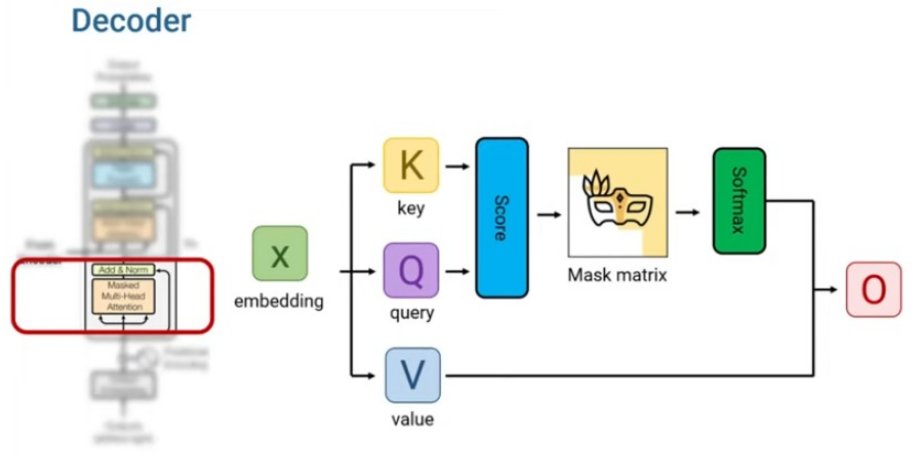 Decoder
Add & Norm
Masked
Multi-Head
Attention
X
embedding
K
key
Q
query
V
value
Score
Mask matrix
Softmax
O